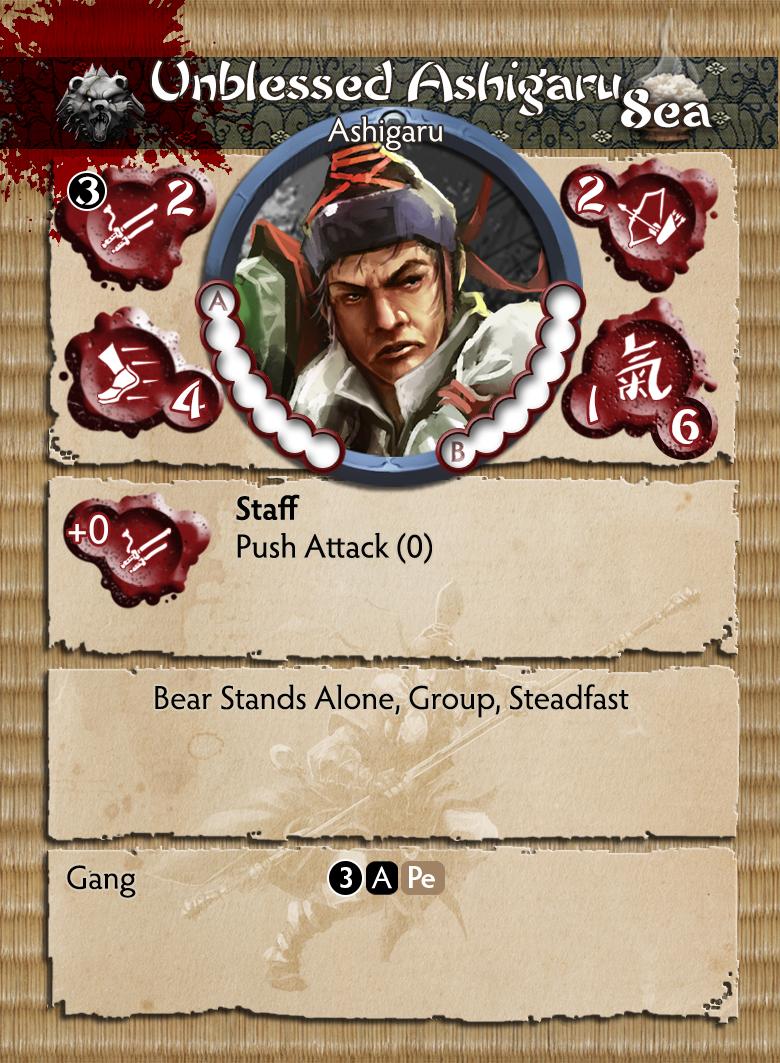 Unblessed Ashigaru
8ea
Ashigaru
3 2
2
A
4
氣
1 6
B
+0
Staff
Push Attack (0)
Bear Stands Alone, Group, Steadfast
Gang 3 A Pe